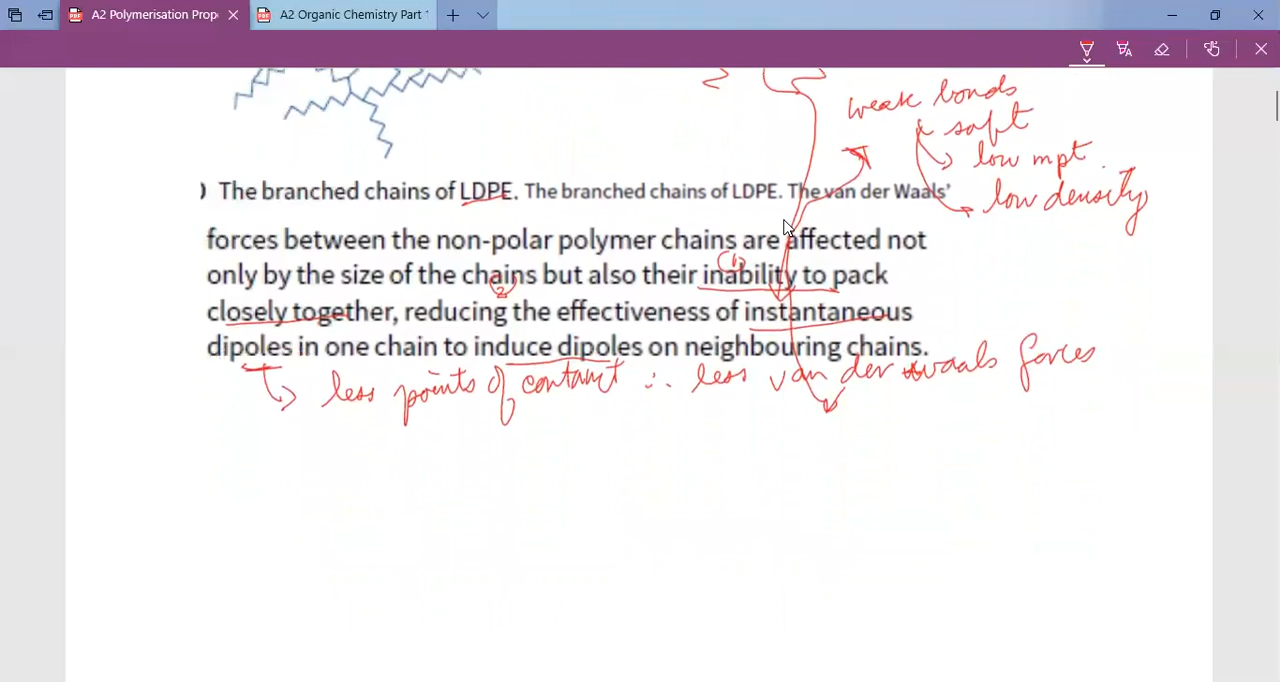 A2 Polymerisation Prop
A2 Organic Chemistry Part 1
weak bonds
soft
low mpt.
low density
) The branched chains of LDPE. The branched chains of LDPE. The van der Waals’
forces between the non-polar polymer chains are affected not
(1)
only by the size of the chains but also their inability to pack
(2)
closely together, reducing the effectiveness of instantaneous
dipoles in one chain to induce dipoles on neighbouring chains.
less points of contanct ∴ less van der waals forces